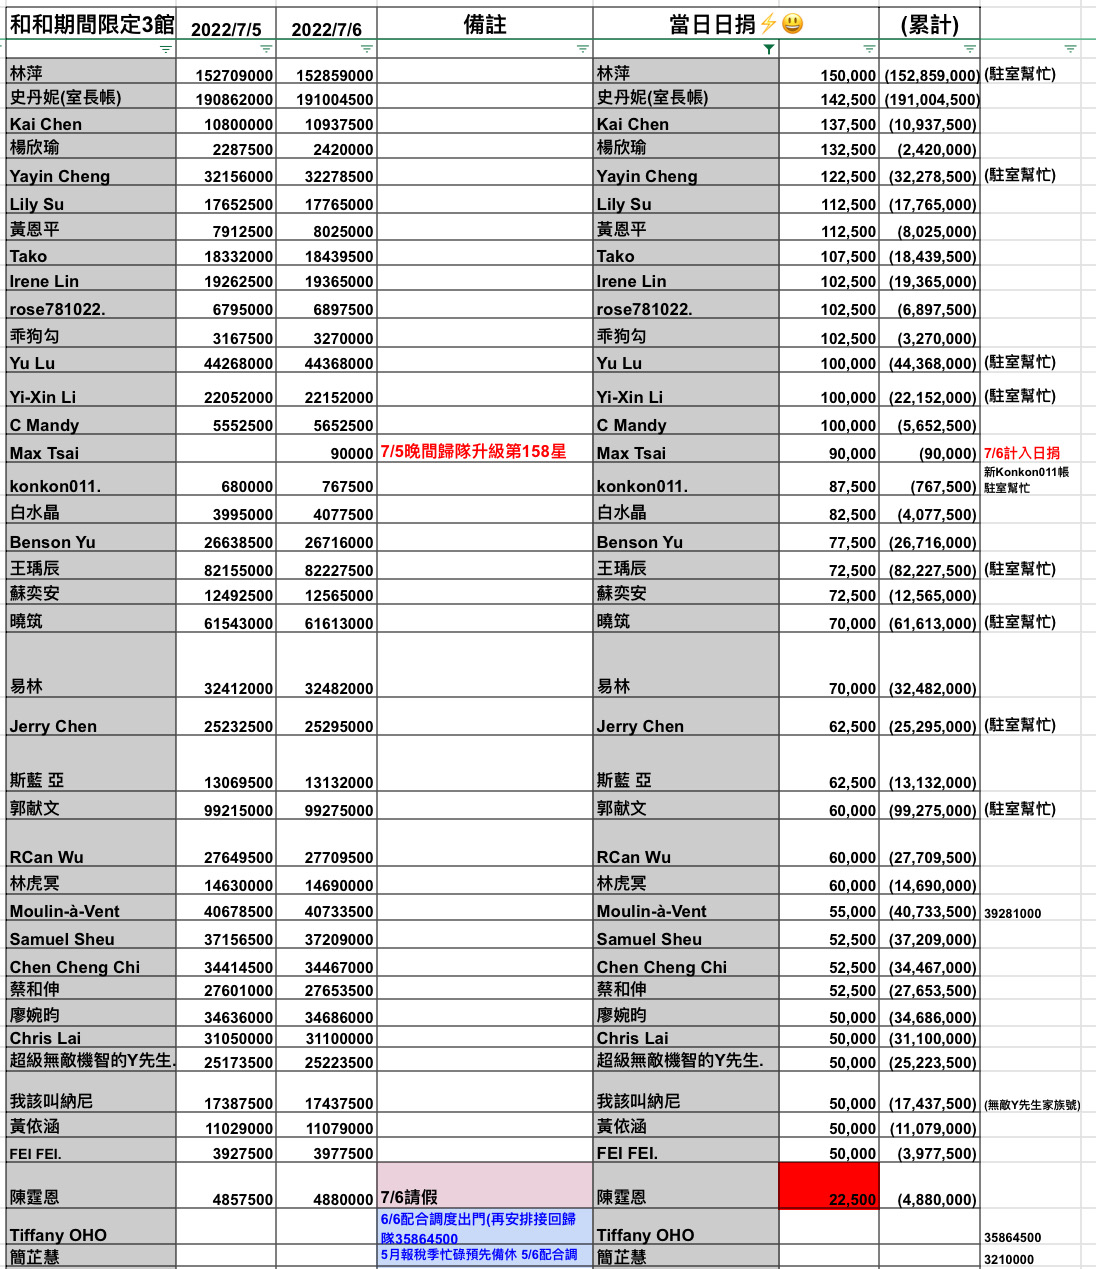 和和期間限定3館 2022/7/5 2022/7/6 備註 當日日捐⚡😃 (累計)
林萍 152709000 152859000 林萍 150,000 (152,859,000) (駐室幫忙)
史丹妮(室長帳) 190862000 191004500 史丹妮(室長帳) 142,500 (191,004,500)
Kai Chen 10800000 10937500 Kai Chen 137,500 (10,937,500)
楊欣瑜 2287500 2420000 楊欣瑜 132,500 (2,420,000)
Yayin Cheng 32156000 32278500 Yayin Cheng 122,500 (32,278,500) (駐室幫忙)
Lily Su 17652500 17765000 Lily Su 112,500 (17,765,000)
黃恩平 7912500 8025000 黃恩平 112,500 (8,025,000)
Tako 18332000 18439500 Tako 107,500 (18,439,500)
Irene Lin 19262500 19365000 Irene Lin 102,500 (19,365,000)
rose781022. 6795000 6897500 rose781022. 102,500 (6,897,500)
乖狗勾 3167500 3270000 乖狗勾 102,500 (3,270,000)
Yu Lu 44268000 44368000 Yu Lu 100,000 (44,368,000) (駐室幫忙)
Yi-Xin Li 22052000 22152000 Yi-Xin Li 100,000 (22,152,000) (駐室幫忙)
C Mandy 5552500 5652500 C Mandy 100,000 (5,652,500)
Max Tsai 90000 7/5晚間歸隊升級第158星 Max Tsai 90,000 (90,000) 7/6計入日捐
konkon011. 680000 767500 konkon011. 87,500 (767,500) 新Konkon011帳
駐室幫忙
白水晶 3995000 4077500 白水晶 82,500 (4,077,500)
Benson Yu 26638500 26716000 Benson Yu 77,500 (26,716,000)
王瑀辰 82155000 82227500 王瑀辰 72,500 (82,227,500) (駐室幫忙)
蘇奕安 12492500 12565000 蘇奕安 72,500 (12,565,000)
曉筑 61543000 61613000 曉筑 70,000 (61,613,000) (駐室幫忙)
易林 32412000 32482000 易林 70,000 (32,482,000)
Jerry Chen 25232500 25295000 Jerry Chen 62,500 (25,295,000) (駐室幫忙)
斯藍 亞 13069500 13132000 斯藍 亞 62,500 (13,132,000)
郭献文 99215000 99275000 郭献文 60,000 (99,275,000) (駐室幫忙)
RCan Wu 27649500 27709500 RCan Wu 60,000 (27,709,500)
林虎冥 14630000 14690000 林虎冥 60,000 (14,690,000)
Moulin-à-Vent 40678500 40733500 Moulin-à-Vent 55,000 (40,733,500) 39281000
Samuel Sheu 37156500 37209000 Samuel Sheu 52,500 (37,209,000)
Chen Cheng Chi 34414500 34467000 Chen Cheng Chi 52,500 (34,467,000)
蔡和伸 27601000 27653500 蔡和伸 52,500 (27,653,500)
廖婉昀 34636000 34686000 廖婉昀 50,000 (34,686,000)
Chris Lai 31050000 31100000 Chris Lai 50,000 (31,100,000)
超級無敵機智的Y先生. 25173500 25223500 超級無敵機智的Y先生. 50,000 (25,223,500)
我該叫納尼 17387500 17437500 我該叫納尼 50,000 (17,437,500) (無敵Y先生家族號)
黃依涵 11029000 11079000 黃依涵 50,000 (11,079,000)
FEI FEI. 3927500 3977500 FEI FEI. 50,000 (3,977,500)
陳霆恩 4857500 4880000 7/6請假 陳霆恩 22,500 (4,880,000)
6/6配合調度出門(再安排接回歸
Tiffany OHO 隊35864500 Tiffany OHO 35864500
簡芷慧 5月報稅季忙碌預先備休 5/6配合調 簡芷慧 3210000